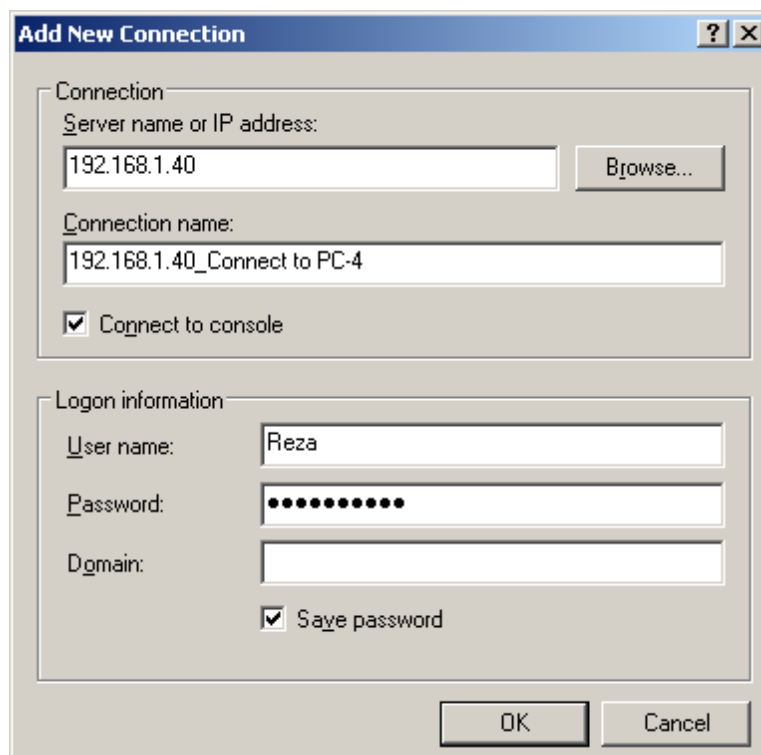 Add New Connection
Connection
Server name or IP address:
192.168.1.40
Browse...
Connection name:
192.168.1.40_Connect to PC-4
Connect to console
Logon information
User name:
Reza
Password:
●●●●●●●●●●
Domain:
Save password
OK
Cancel